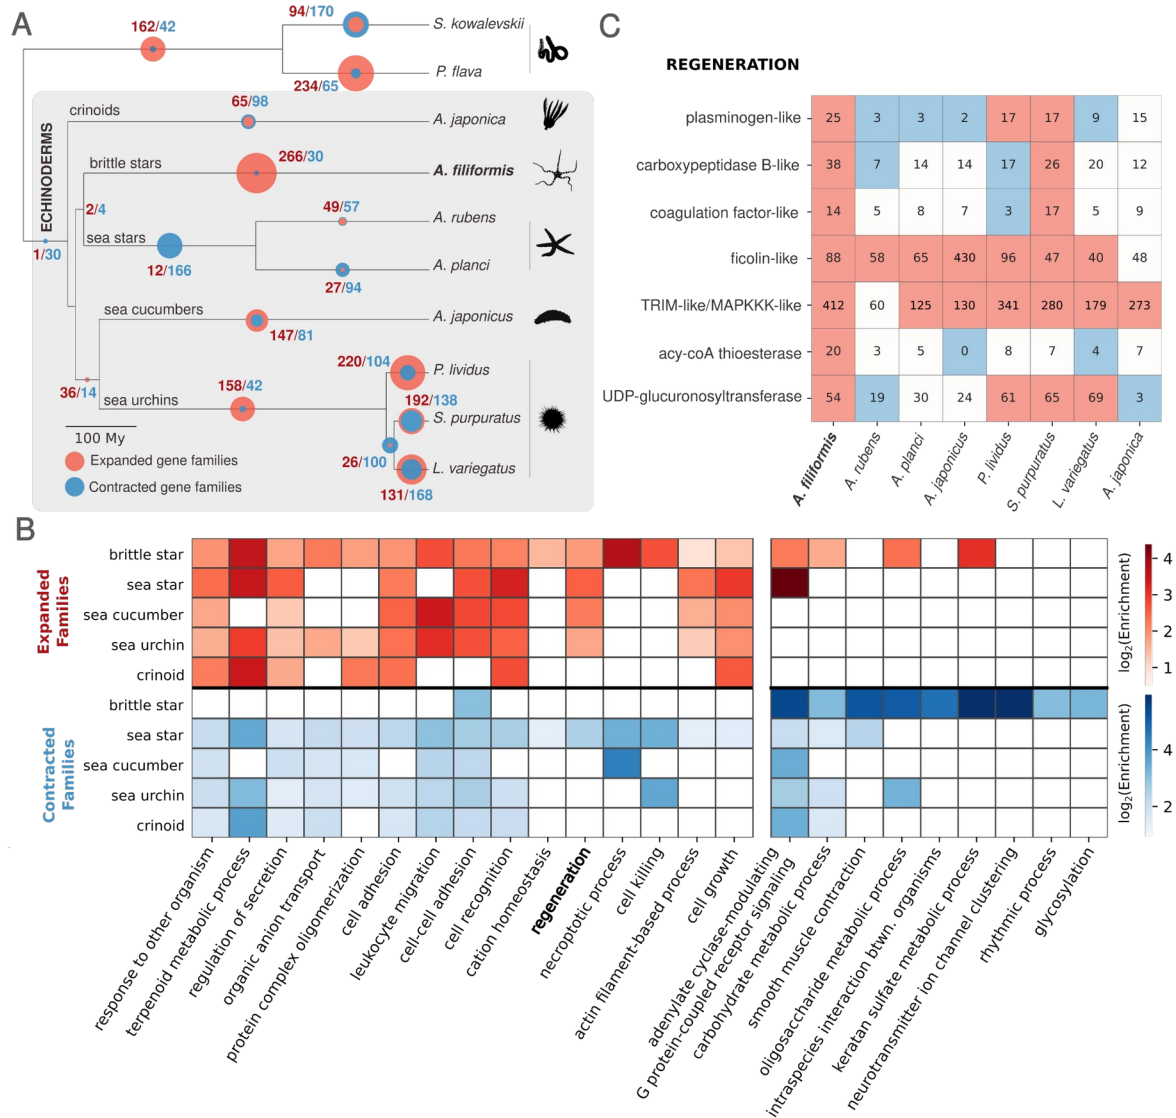 A
162/42
94/170
S. kowalevskii
234/65
P. flava
ECHINODERMS
1/30
crinoids
65/98
A. japonica
brittle stars
266/30
A. filiformis
2/4
sea stars
12/166
49/57
A. rubens
27/94
A. planci
sea cucumbers
147/81
A. japonicus
36/14
sea urchins
158/42
220/104
P. lividus
192/138
S. purpuratus
26/100
L. variegatus
131/168
100 My
Expanded gene families
Contracted gene families
C
REGENERATION
plasminogen-like 25 3 3 2 17 17 9 15
carboxypeptidase B-like 38 7 14 14 17 26 20 12
coagulation factor-like 14 5 8 7 3 17 5 9
ficolin-like 88 58 65 430 96 47 40 48
TRIM-like/MAPKKK-like 412 60 125 130 341 280 179 273
acy-coA thioesterase 20 3 5 0 8 7 4 7
UDP-glucuronosyltransferase 54 19 30 24 61 65 69 3
A. filiformis
A. rubens
A. planci
A. japonicus
P. lividus
S. purpuratus
L. variegatus
A. japonica
B
Expanded
Families
brittle star
sea star
sea cucumber
sea urchin
crinoid
Contracted
Families
brittle star
sea star
sea cucumber
sea urchin
crinoid
4
3
2
1
log2(Enrichment)
4
2
log2(Enrichment)
response to other organism
terpenoid metabolic process
regulation of secretion
organic anion transport
protein complex oligomerization
cell adhesion
leukocyte migration
cell-cell adhesion
cell recognition
cation homeostasis
regeneration
necroptotic process
cell killing
actin filament-based process
cell growth
adenylate cyclase-modulating
G protein-coupled receptor signaling
carbohydrate metabolic process
smooth muscle contraction
oligosaccharide metabolic process
intraspecies interaction btwn. organisms
keratan sulfate metabolic process
neurotransmitter ion channel clustering
rhythmic process
glycosylation